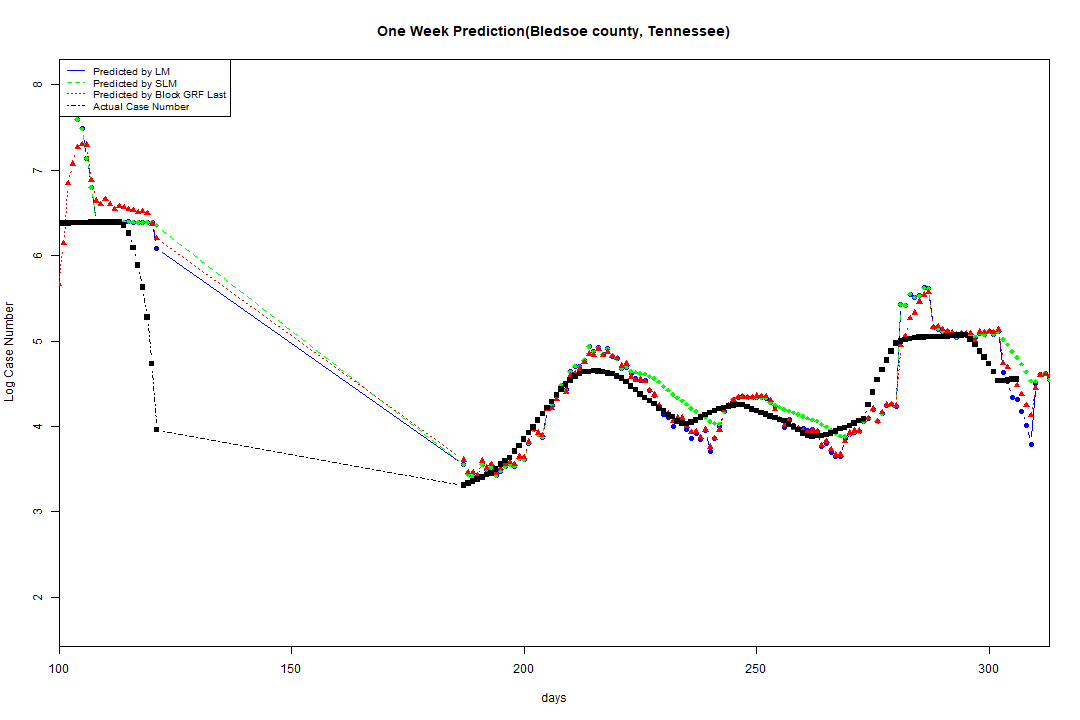 One Week Prediction(Bledsoe county, Tennessee)
Predicted by LM
Predicted by SLM
Predicted by Block GRF Last
Actual Case Number
8
7
6
5
4
3
2
Log Case Number
100 150 200 250 300
days